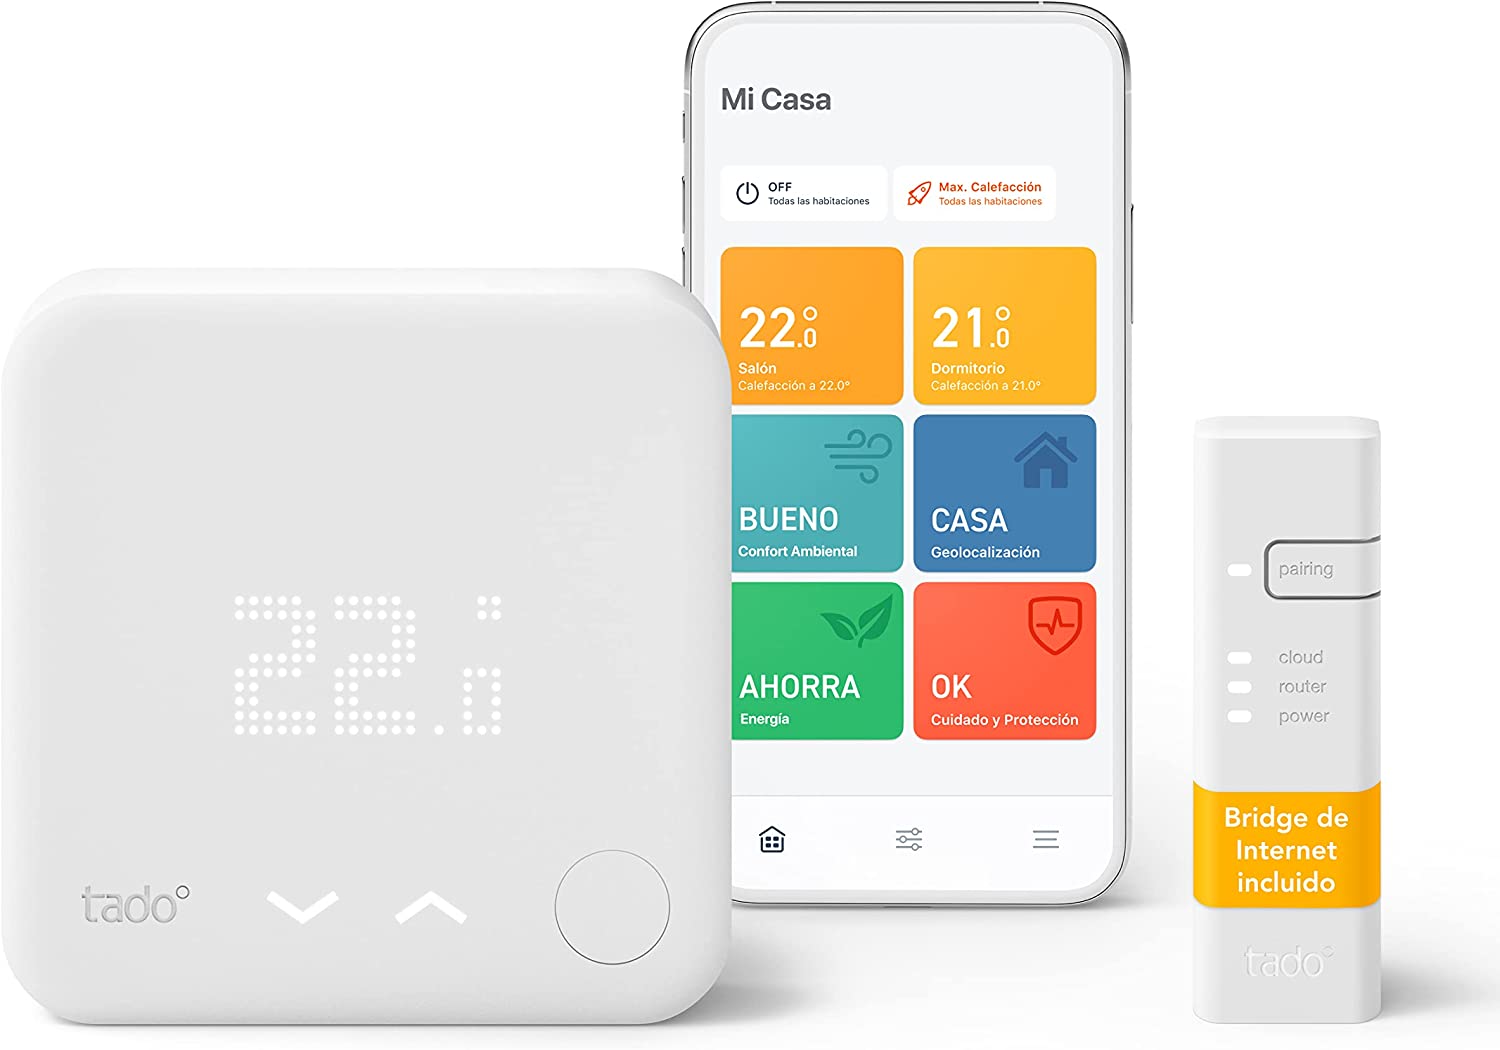 Mi Casa
OFF
Todas las habitaciones
Max. Calefacción
Todas las habitaciones
22.0°
Salón
Calefacción a 22.0°
21.0°
Dormitorio
Calefacción a 21.0°
BUENO
Confort Ambiental
CASA
Geolocalización
AHORRA
Energía
OK
Cuidado y Protección
22.0
tado°
pairing
cloud
router
power
Bridge de
Internet
incluido
tado°